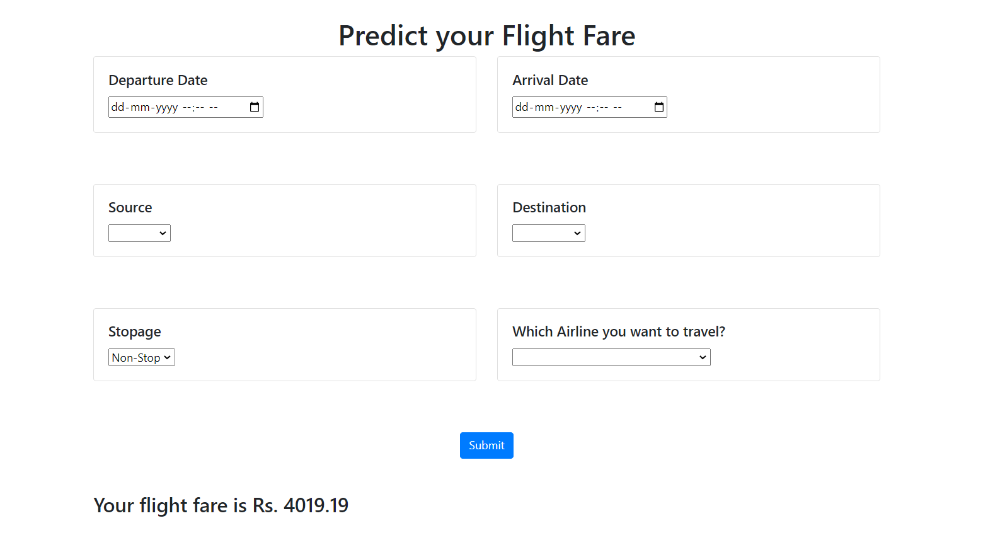 Predict your Flight Fare
Departure Date
Arrival Date
dd-mm-yyyy --:-- --
dd-mm-yyyy --:-- --
Source
Destination
Stopage
Which Airline you want to travel?
Non-Stop
Submit
Your flight fare is Rs. 4019.19